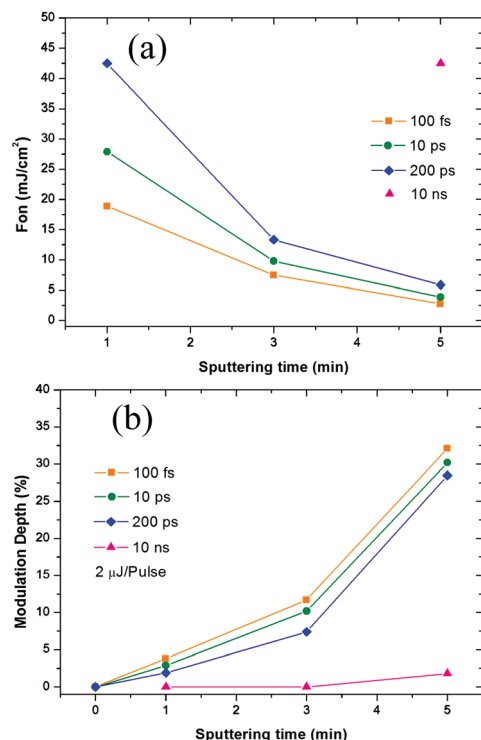 (a)
Fon (mJ/cm²)
50
45
40
35
30
25
20
15
10
5
0
100 fs
10 ps
200 ps
10 ns
1 2 3 4 5
Sputtering time (min)
(b)
Modulation Depth (%)
40
35
30
25
20
15
10
5
0
100 fs
10 ps
200 ps
10 ns
2 μJ/Pulse
0 1 2 3 4 5
Sputtering time (min)